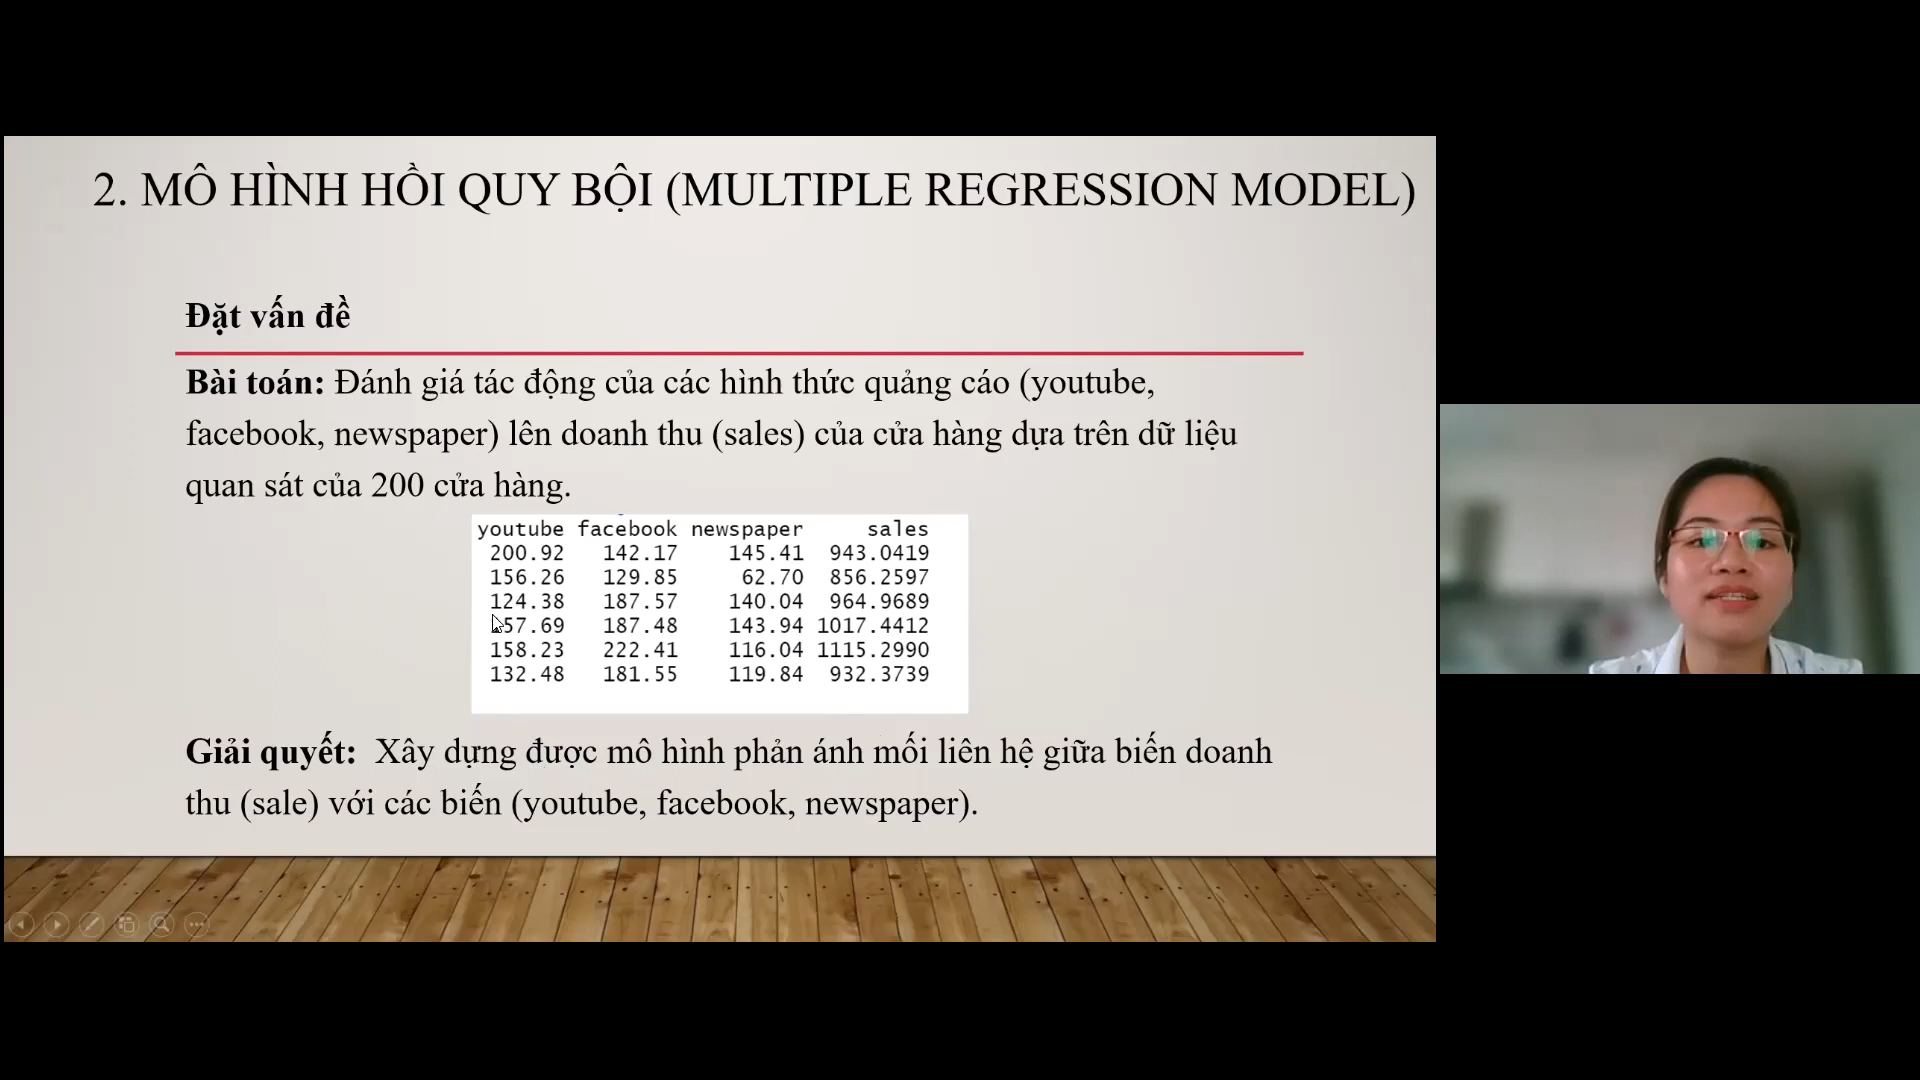 2. MÔ HÌNH HỒI QUY BỘI (MULTIPLE REGRESSION MODEL)
Đặt vấn đề
Bài toán: Đánh giá tác động của các hình thức quảng cáo (youtube,
facebook, newspaper) lên doanh thu (sales) của cửa hàng dựa trên dữ liệu
quan sát của 200 cửa hàng.
youtube facebook newspaper sales
200.92 142.17 145.41 943.0419
156.26 129.85 62.70 856.2597
124.38 187.57 140.04 964.9689
57.69 187.48 143.94 1017.4412
158.23 222.41 116.04 1115.2990
132.48 181.55 119.84 932.3739
Giải quyết: Xây dựng được mô hình phản ánh mối liên hệ giữa biến doanh
thu (sale) với các biến (youtube, facebook, newspaper).